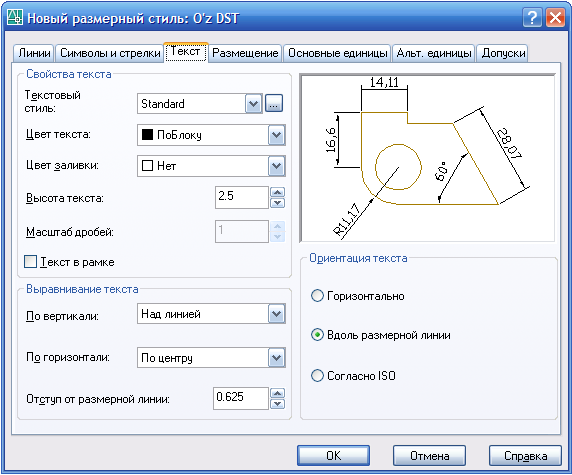 Новый размерный стиль: O'z DST
Линии Символы и стрелки Текст Размещение Основные единицы Альт. единицы Допуски
Свойства текста
Текстовый
стиль:
Standard
...
Цвет текста:
ПоБлоку
Цвет заливки:
Нет
Высота текста:
2.5
Масштаб дробей:
1
Текст в рамке
14,11
16,6
28,07
60°
R11,17
Выравнивание текста
По вертикали:
Над линией
По горизонтали:
По центру
Отступ от размерной линии:
0.625
Ориентация текста
Горизонтально
Вдоль размерной линии
Согласно ISO
OK
Отмена
Справка